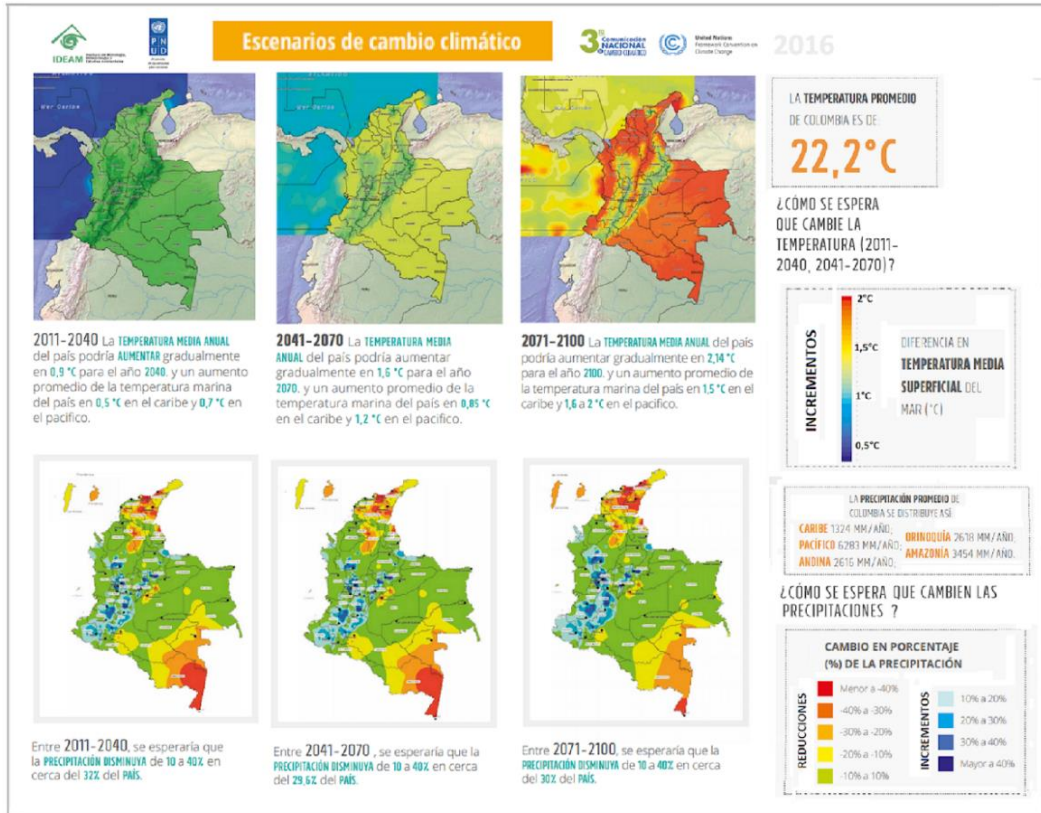 IDEAM
PNUD
Escenarios de cambio climático
3
Comunicación
NACIONAL
United Nations
Framework Convention on
Climate Change
2016
Mar Caribe
Mar Caribe
LA TEMPERATURA PROMEDIO
DE COLOMBIA ES DE:
22,2°C
¿CÓMO SE ESPERA
QUE CAMBIE LA
TEMPERATURA (2011-
2040, 2041-2070)?
2011-2040 La TEMPERATURA MEDIA ANUAL
del país podría AUMENTAR gradualmente
en 0,9 °C para el año 2040. y un aumento
promedio de la temperatura marina
del país en 0,5 °C en el caribe y 0,7 °C en
el pacifico.
2041-2070 La TEMPERATURA MEDIA
ANUAL del país podría aumentar
gradualmente en 1,6 °C para el año
2070. y un aumento promedio de la
temperatura marina del país en 0,85 °C
en el caribe y 1,2 °C en el pacifico.
2071-2100 La TEMPERATURA MEDIA ANUAL del país
podría aumentar gradualmente en 2,14 °C
para el año 2100. y un aumento promedio de
la temperatura marina del país en 1,5 °C en el
caribe y 1,6 a 2 °C en el pacifico.
INCREMENTOS
2°C
1,5°C
1°C
0,5°C
DIFERENCIA EN
TEMPERATURA MEDIA
SUPERFICIAL DEL
MAR (°C)
LA PRECIPITACIÓN PROMEDIO DE
COLOMBIA SE DISTRIBUYE ASÍ
CARIBE 1324 MM/AÑO;
PACÍFICO 6283 MM/AÑO;
ANDINA 2616 MM/AÑO;
ORINOQUÍA 2618 MM/AÑO;
AMAZONÍA 3454 MM/AÑO.
¿CÓMO SE ESPERA QUE CAMBIEN LAS
PRECIPITACIONES ?
CAMBIO EN PORCENTAJE
(%) DE LA PRECIPITACIÓN
REDUCCIONES
Menor a -40%
-40% a -30%
-30% a -20%
-20% a -10%
-10% a 10%
INCREMENTOS
10% a 20%
20% a 30%
30% a 40%
Mayor a 40%
Entre 2011-2040, se esperaría que
la PRECIPITACIÓN DISMINUYA de 10 a 40% en
cerca del 32% del PAÍS.
Entre 2041-2070 , se esperaría que la
PRECIPITACIÓN DISMINUYA de 10 a 40% en cerca
del 29,6% del PAÍS.
Entre 2071-2100, se esperaría que la
PRECIPITACIÓN DISMINUYA de 10 a 40% en cerca
del 30% del PAÍS.